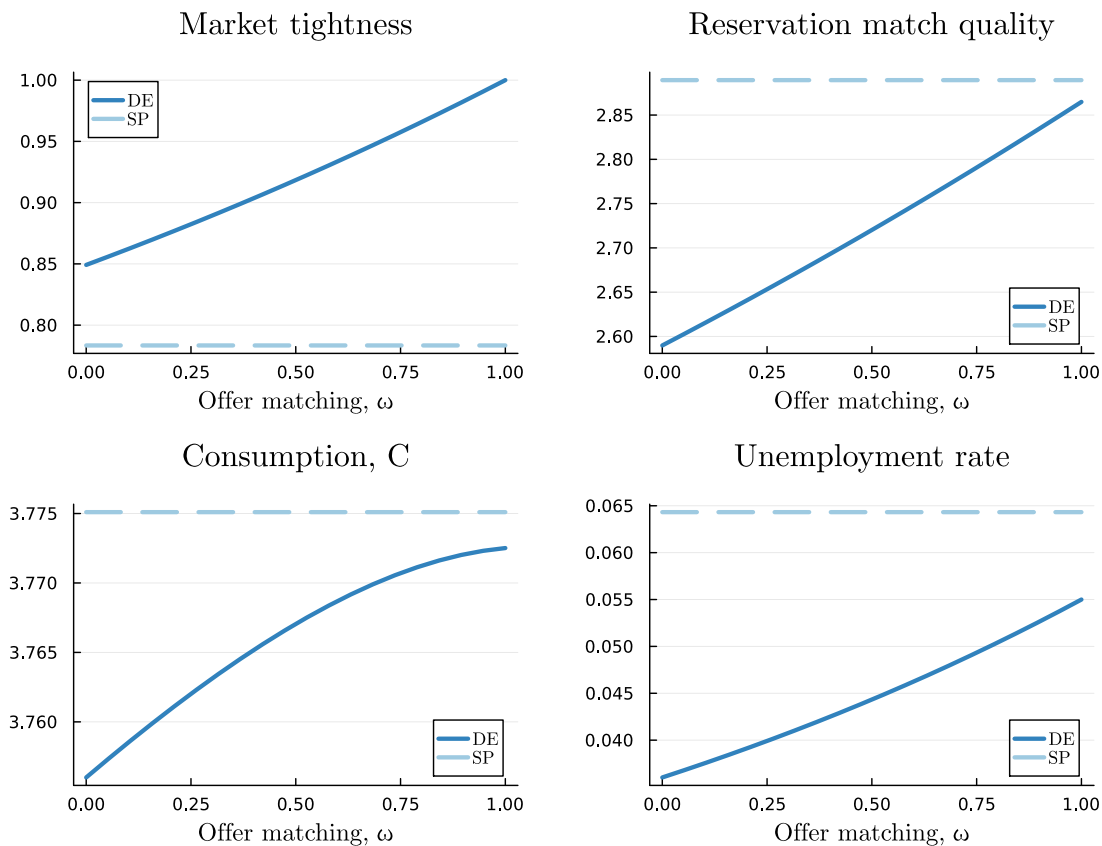 Market tightness
1.00
0.95
0.90
0.85
0.80
DE
SP
0.00 0.25 0.50 0.75 1.00
Offer matching, ω
Reservation match quality
2.85
2.80
2.75
2.70
2.65
2.60
DE
SP
0.00 0.25 0.50 0.75 1.00
Offer matching, ω
Consumption, C
3.775
3.770
3.765
3.760
DE
SP
0.00 0.25 0.50 0.75 1.00
Offer matching, ω
Unemployment rate
0.065
0.060
0.055
0.050
0.045
0.040
DE
SP
0.00 0.25 0.50 0.75 1.00
Offer matching, ω